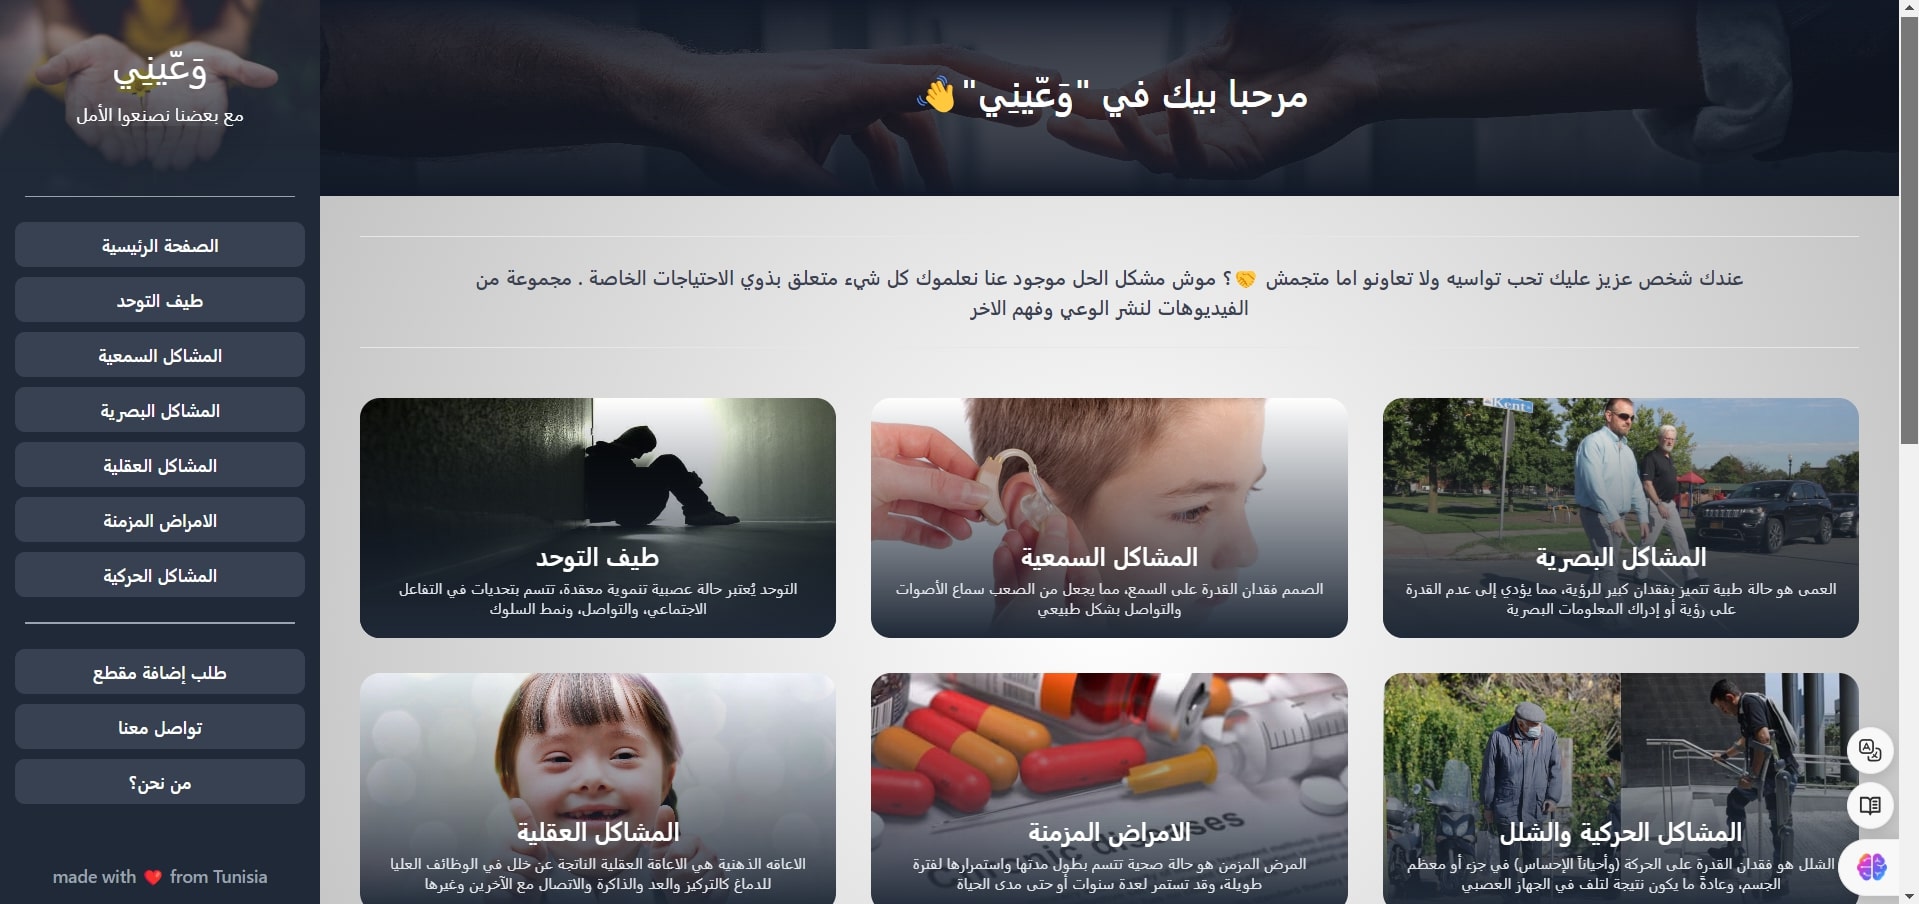 وَعّينِي
مع بعضنا نصنعوا الأمل
الصفحة الرئيسية
طيف التوحد
المشاكل السمعية
المشاكل البصرية
المشاكل العقلية
الامراض المزمنة
المشاكل الحركية
طلب إضافة مقطع
تواصل معنا
من نحن؟
made with ❤️ from Tunisia
مرحبا بيك في "وَعّينِي"👋
عندك شخص عزيز عليك تحب تواسيه ولا تعاونو اما متجمش 🤝؟ موش مشكل الحل موجود عنا نعلموك كل شيء متعلق بذوي الاحتياجات الخاصة . مجموعة من
الفيديوهات لنشر الوعي وفهم الاخر
Kent
المشاكل البصرية
العمى هو حالة طبية تتميز بفقدان كبير للرؤية، مما يؤدي إلى عدم القدرة
على رؤية أو إدراك المعلومات البصرية
المشاكل السمعية
الصمم فقدان القدرة على السمع، مما يجعل من الصعب سماع الأصوات
والتواصل بشكل طبيعي
طيف التوحد
التوحد يُعتبر حالة عصبية تنموية معقدة، تتسم بتحديات في التفاعل
الاجتماعي، والتواصل، ونمط السلوك
المشاكل الحركية والشلل
الشلل هو فقدان القدرة على الحركة (وأحياناً الإحساس) في جزء أو معظم
الجسم، وعادةً ما يكون نتيجة لتلف في الجهاز العصبي
الامراض المزمنة
المرض المزمن هو حالة صحية تتسم بطول مدتها واستمرارها لفترة
طويلة، وقد تستمر لعدة سنوات أو حتى مدى الحياة
المشاكل العقلية
الاعاقه الذهنية هي الاعاقة العقلية الناتجة عن خلل في الوظائف العليا
للدماغ كالتركيز والعد والذاكرة والاتصال مع الآخرين وغيرها